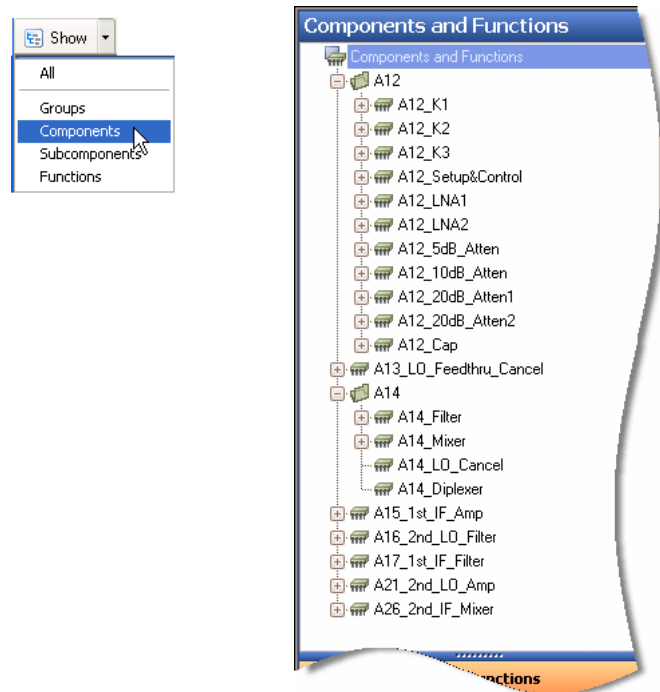 Show
All
Groups
Components
Subcomponents
Functions
Components and Functions
Components and Functions
A12
A12_K1
A12_K2
A12_K3
A12_Setup&Control
A12_LNA1
A12_LNA2
A12_5dB_Atten
A12_10dB_Atten
A12_20dB_Atten1
A12_20dB_Atten2
A12_Cap
A13_LO_Feedthru_Cancel
A14
A14_Filter
A14_Mixer
A14_LO_Cancel
A14_Diplexer
A15_1st_IF_Amp
A16_2nd_LO_Filter
A17_1st_IF_Filter
A21_2nd_LO_Amp
A26_2nd_IF_Mixer